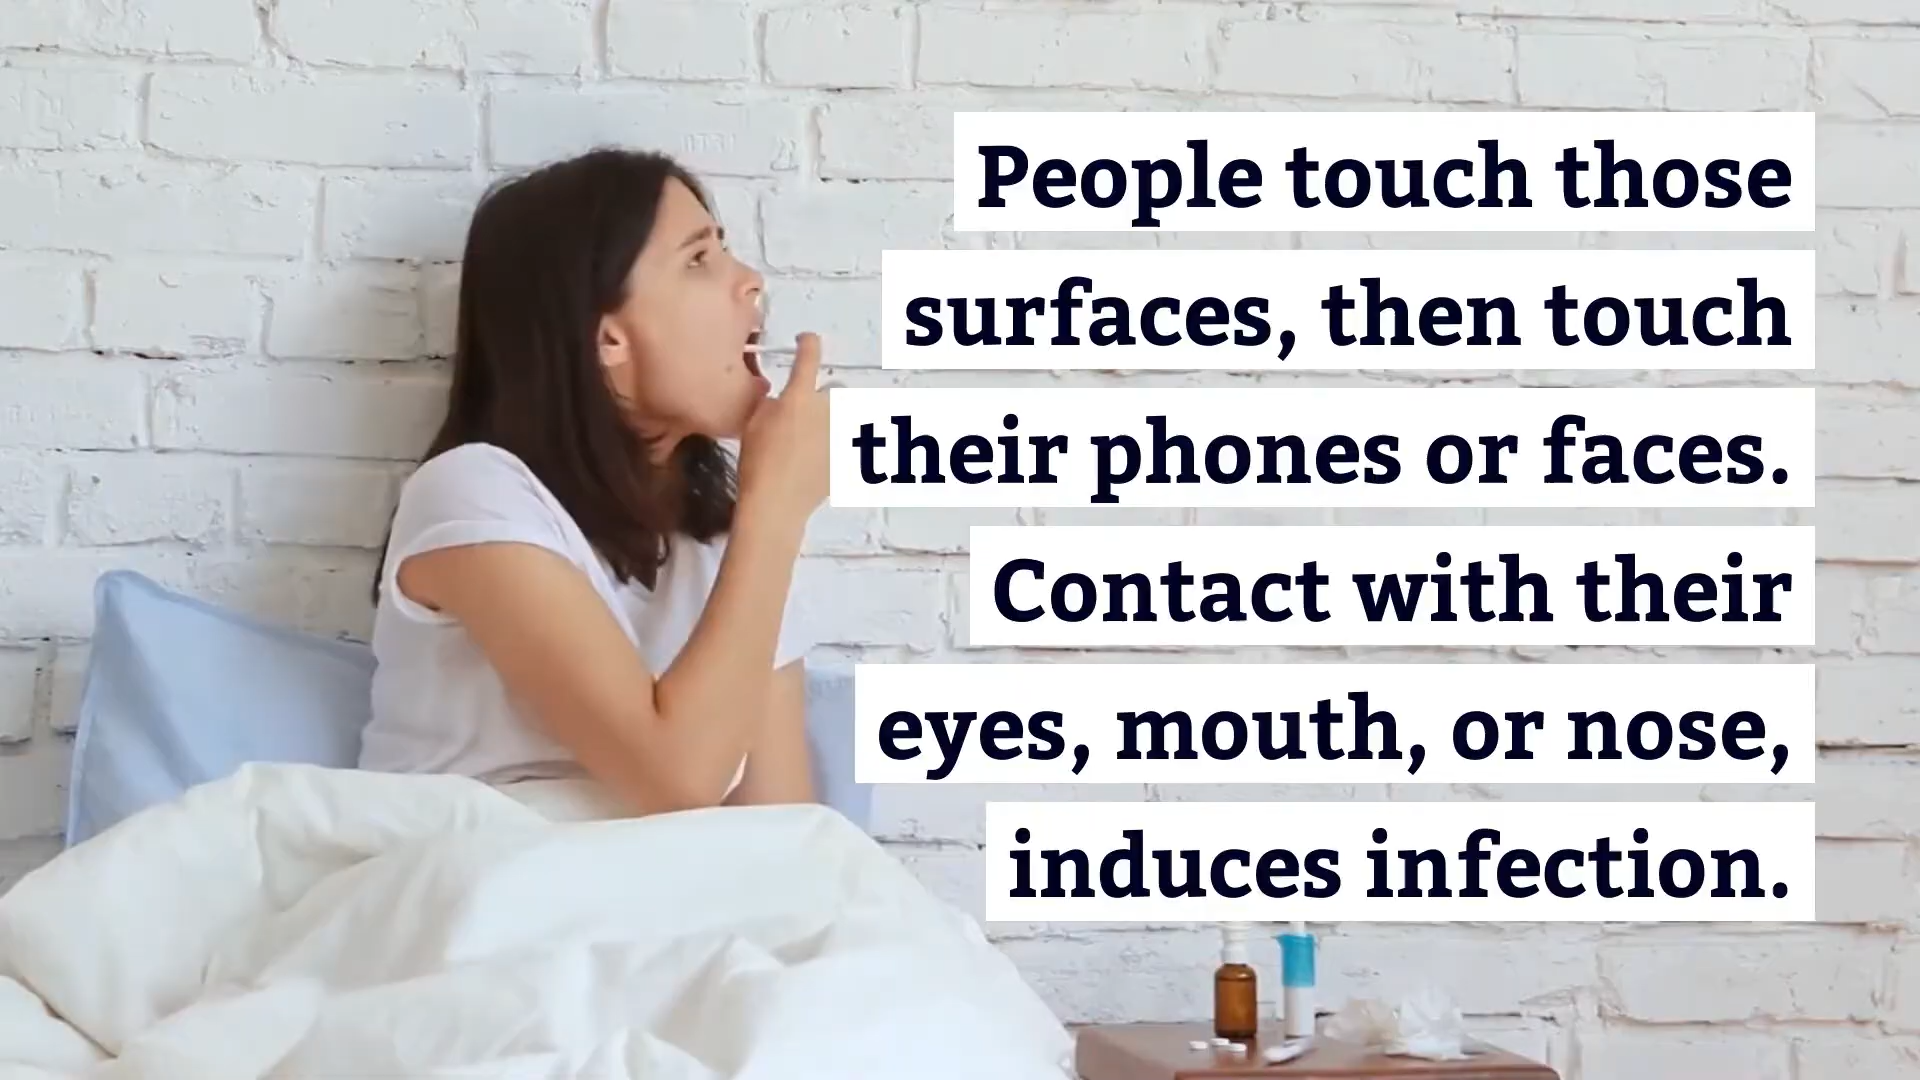 People touch those
surfaces, then touch
their phones or faces.
Contact with their
eyes, mouth, or nose,
induces infection.